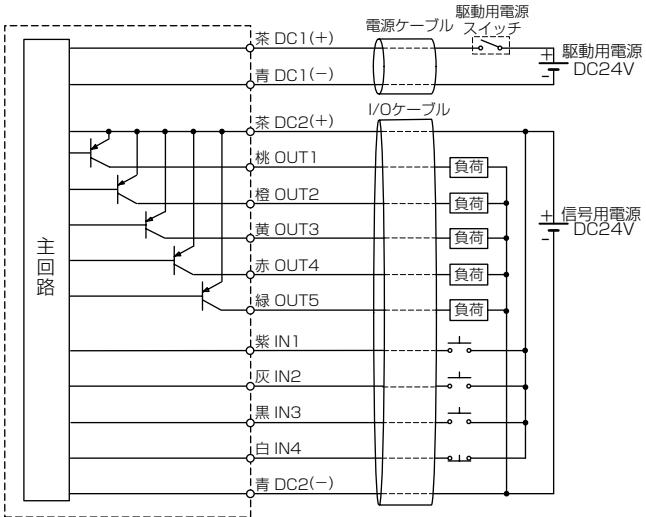 電源ケーブル
駆動用電源
スイッチ
茶 DC1(+)
青 DC1(−)
+
-
駆動用電源
DC24V
I/Oケーブル
茶 DC2(+)
桃 OUT1
負荷
橙 OUT2
負荷
黄 OUT3
負荷
赤 OUT4
負荷
緑 OUT5
負荷
+
-
信号用電源
DC24V
主回路
紫 IN1
灰 IN2
黒 IN3
白 IN4
青 DC2(−)